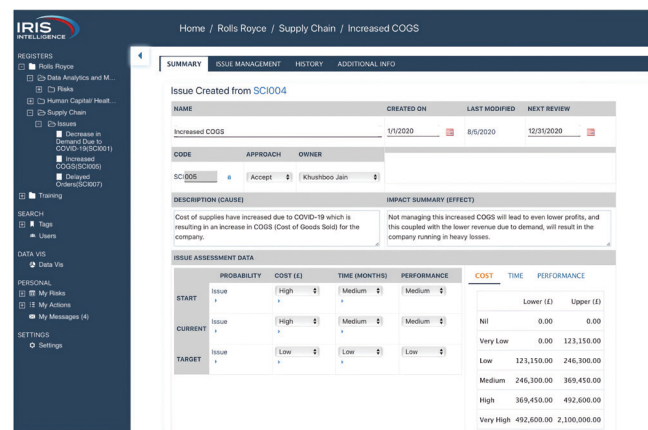 IRIS
INTELLIGENCE
Home / Rolls Royce / Supply Chain / Increased COGS
REGISTERS
Rolls Royce
Data Analytics and M...
Risks
Human Capital/ Healt...
Supply Chain
Issues
Decrease in
Demand Due to
COVID-19(SCI001)
Increased
COGS(SCI005)
Delayed
Orders(SCI007)
Training
SEARCH
Tags
Users
DATA VIS
Data Vis
PERSONAL
My Risks
My Actions
My Messages (4)
SETTINGS
Settings
SUMMARY ISSUE MANAGEMENT HISTORY ADDITIONAL INFO
Issue Created from SCI004
NAME CREATED ON LAST MODIFIED NEXT REVIEW
Increased COGS 1/1/2020 8/5/2020 12/31/2020
CODE APPROACH OWNER
SCI005 Accept Khushboo Jain
DESCRIPTION (CAUSE) IMPACT SUMMARY (EFFECT)
Cost of supplies have increased due to COVID-19 which is
resulting in an increase in COGS (Cost of Goods Sold) for the
company.
Not managing this increased COGS will lead to even lower profits, and
this coupled with the lower revenue due to demand, will result in the
company running in heavy losses.
ISSUE ASSESSMENT DATA
PROBABILITY COST (£) TIME (MONTHS) PERFORMANCE
START Issue High Medium Medium
CURRENT Issue High Medium Medium
TARGET Issue Low Low Low
COST TIME PERFORMANCE
Lower (£) Upper (£)
Nil 0.00 0.00
Very Low 0.00 123,150.00
Low 123,150.00 246,300.00
Medium 246,300.00 369,450.00
High 369,450.00 492,600.00
Very High 492,600.00 2,100,000.00